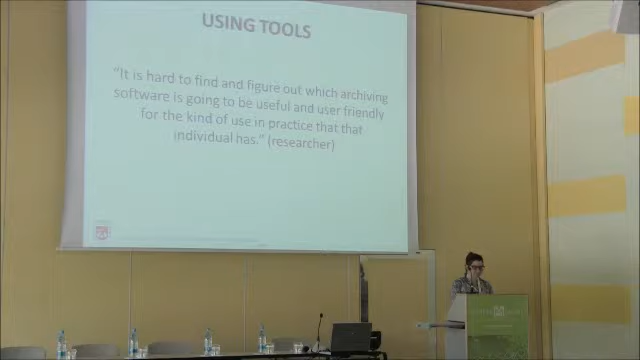 USING TOOLS
“It is hard to find and figure out which archiving
software is going to be useful and user friendly
for the kind of use in practice that that
individual has.” (researcher)